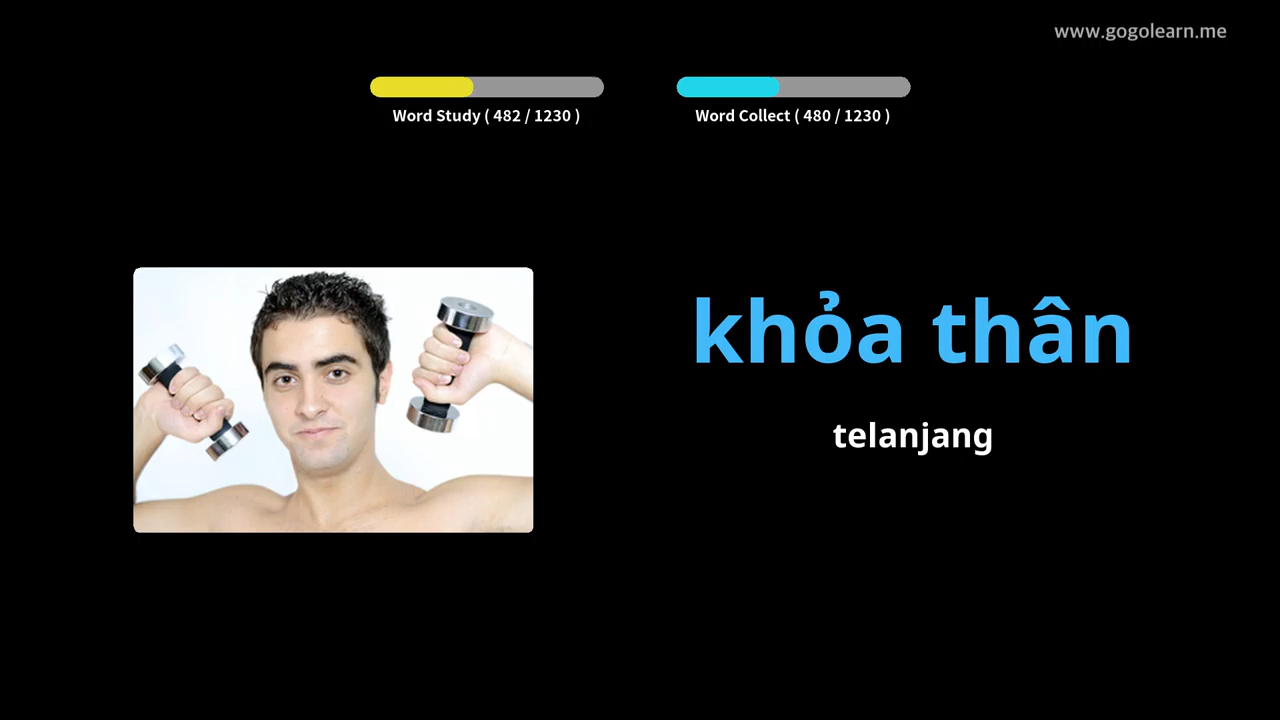 www.gogolearn.me
Word Study ( 482 / 1230 )
Word Collect ( 480 / 1230 )
khỏa thân
telanjang